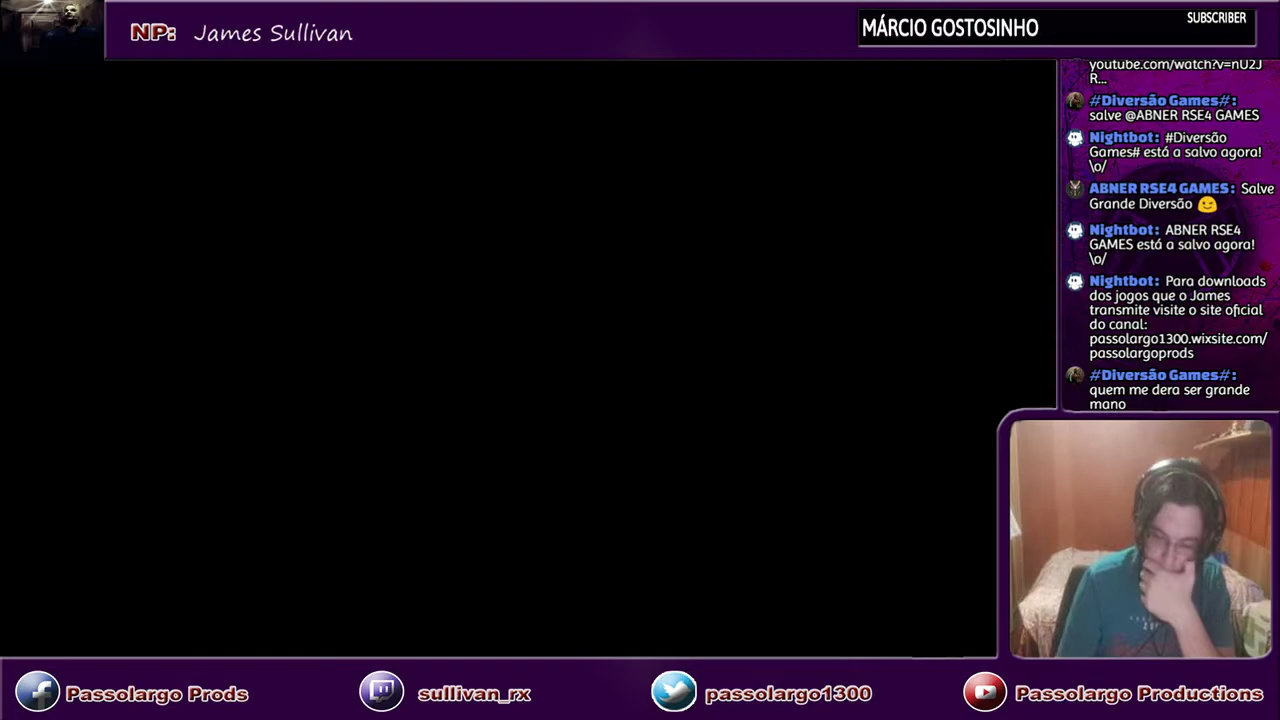 NP: James Sullivan
MÁRCIO GOSTOSINHO
SUBSCRIBER
youtube.com/watch?v=nU2J
R...
#Diversão Games#:
salve @ABNER RSE4 GAMES
Nightbot: #Diversão
Games# está a salvo agora!
\o/
ABNER RSE4 GAMES: Salve
Grande Diversão 😉
Nightbot: ABNER RSE4
GAMES está a salvo agora!
\o/
Nightbot: Para downloads
dos jogos que o James
transmite visite o site oficial
do canal:
passolargo1300.wixsite.com/
passolargoprods
#Diversão Games#:
quem me dera ser grande
mano
Passolargo Prods
sullivan_rx
passolargo1300
Passolargo Productions